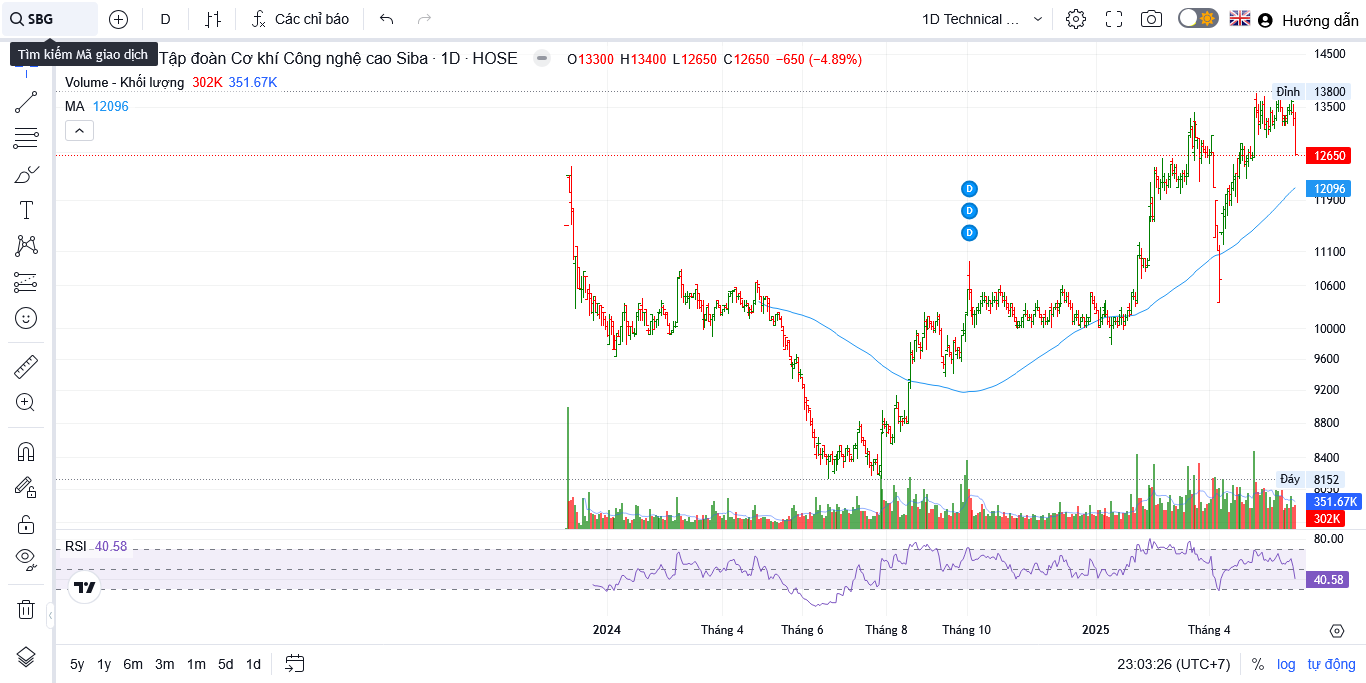 SBG
D
Các chỉ báo
1D Technical ...
Hướng dẫn
Tìm kiếm Mã giao dịch
Tập đoàn Cơ khí Công nghệ cao Siba · 1D · HOSE
O13300 H13400 L12650 C12650 −650 (−4.89%)
Volume - Khối lượng 302K 351.67K
MA 12096
14500
Đỉnh 13800
13500
12650
12096
11900
D
D
D
11100
10600
10000
9600
9200
8800
8400
Đáy 8152
351.67K
302K
RSI 40.58
80.00
40.58
2024 Tháng 4 Tháng 6 Tháng 8 Tháng 10 2025 Tháng 4
5y 1y 6m 3m 1m 5d 1d
23:03:26 (UTC+7) % log tự động